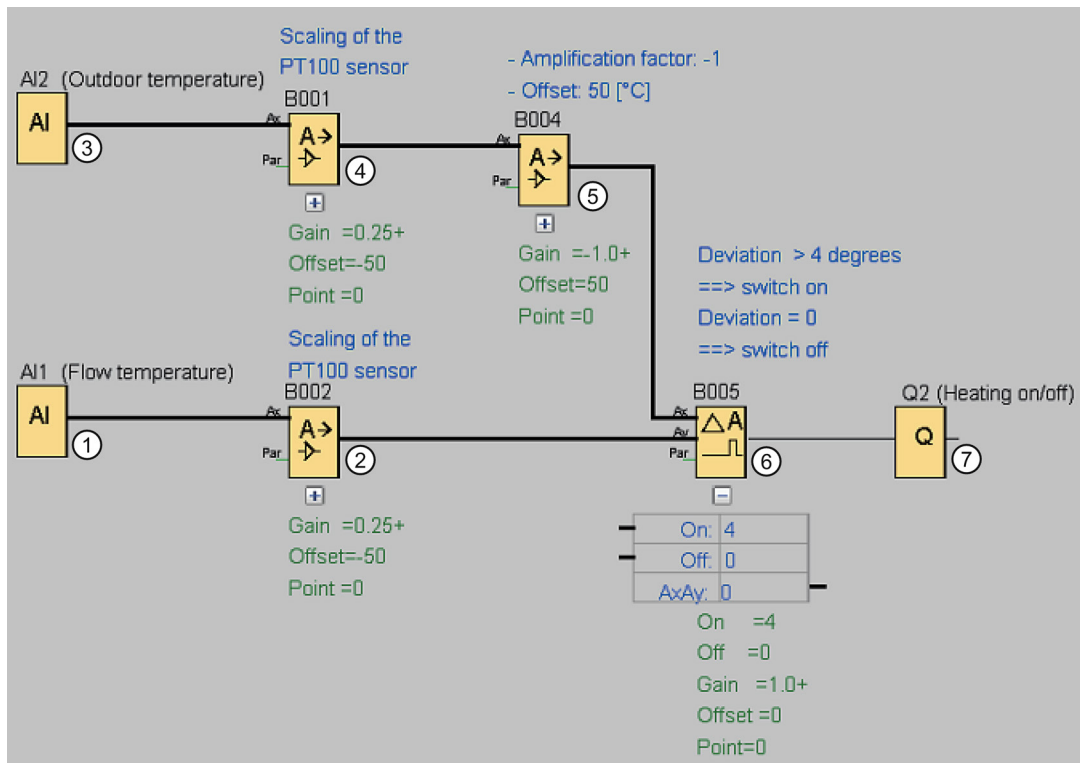 Scaling of the
PT100 sensor
- Amplification factor: -1
- Offset: 50 [°C]
AI2 (Outdoor temperature)
B001
B004
AI
Ax
A→
Par
3
4
Ax
A→
Par
5
Gain =0.25+
Offset=-50
Point =0
Gain =-1.0+
Offset=50
Point =0
Deviation > 4 degrees
==> switch on
Deviation = 0
==> switch off
Scaling of the
PT100 sensor
AI1 (Flow temperature)
B002
B005
Q2 (Heating on/off)
AI
Ax
A→
Par
1
2
Ax
Ay
Par
△A
6
Q
7
Gain =0.25+
Offset=-50
Point =0
On: 4
Off: 0
AxAy: 0
On =4
Off =0
Gain =1.0+
Offset =0
Point=0